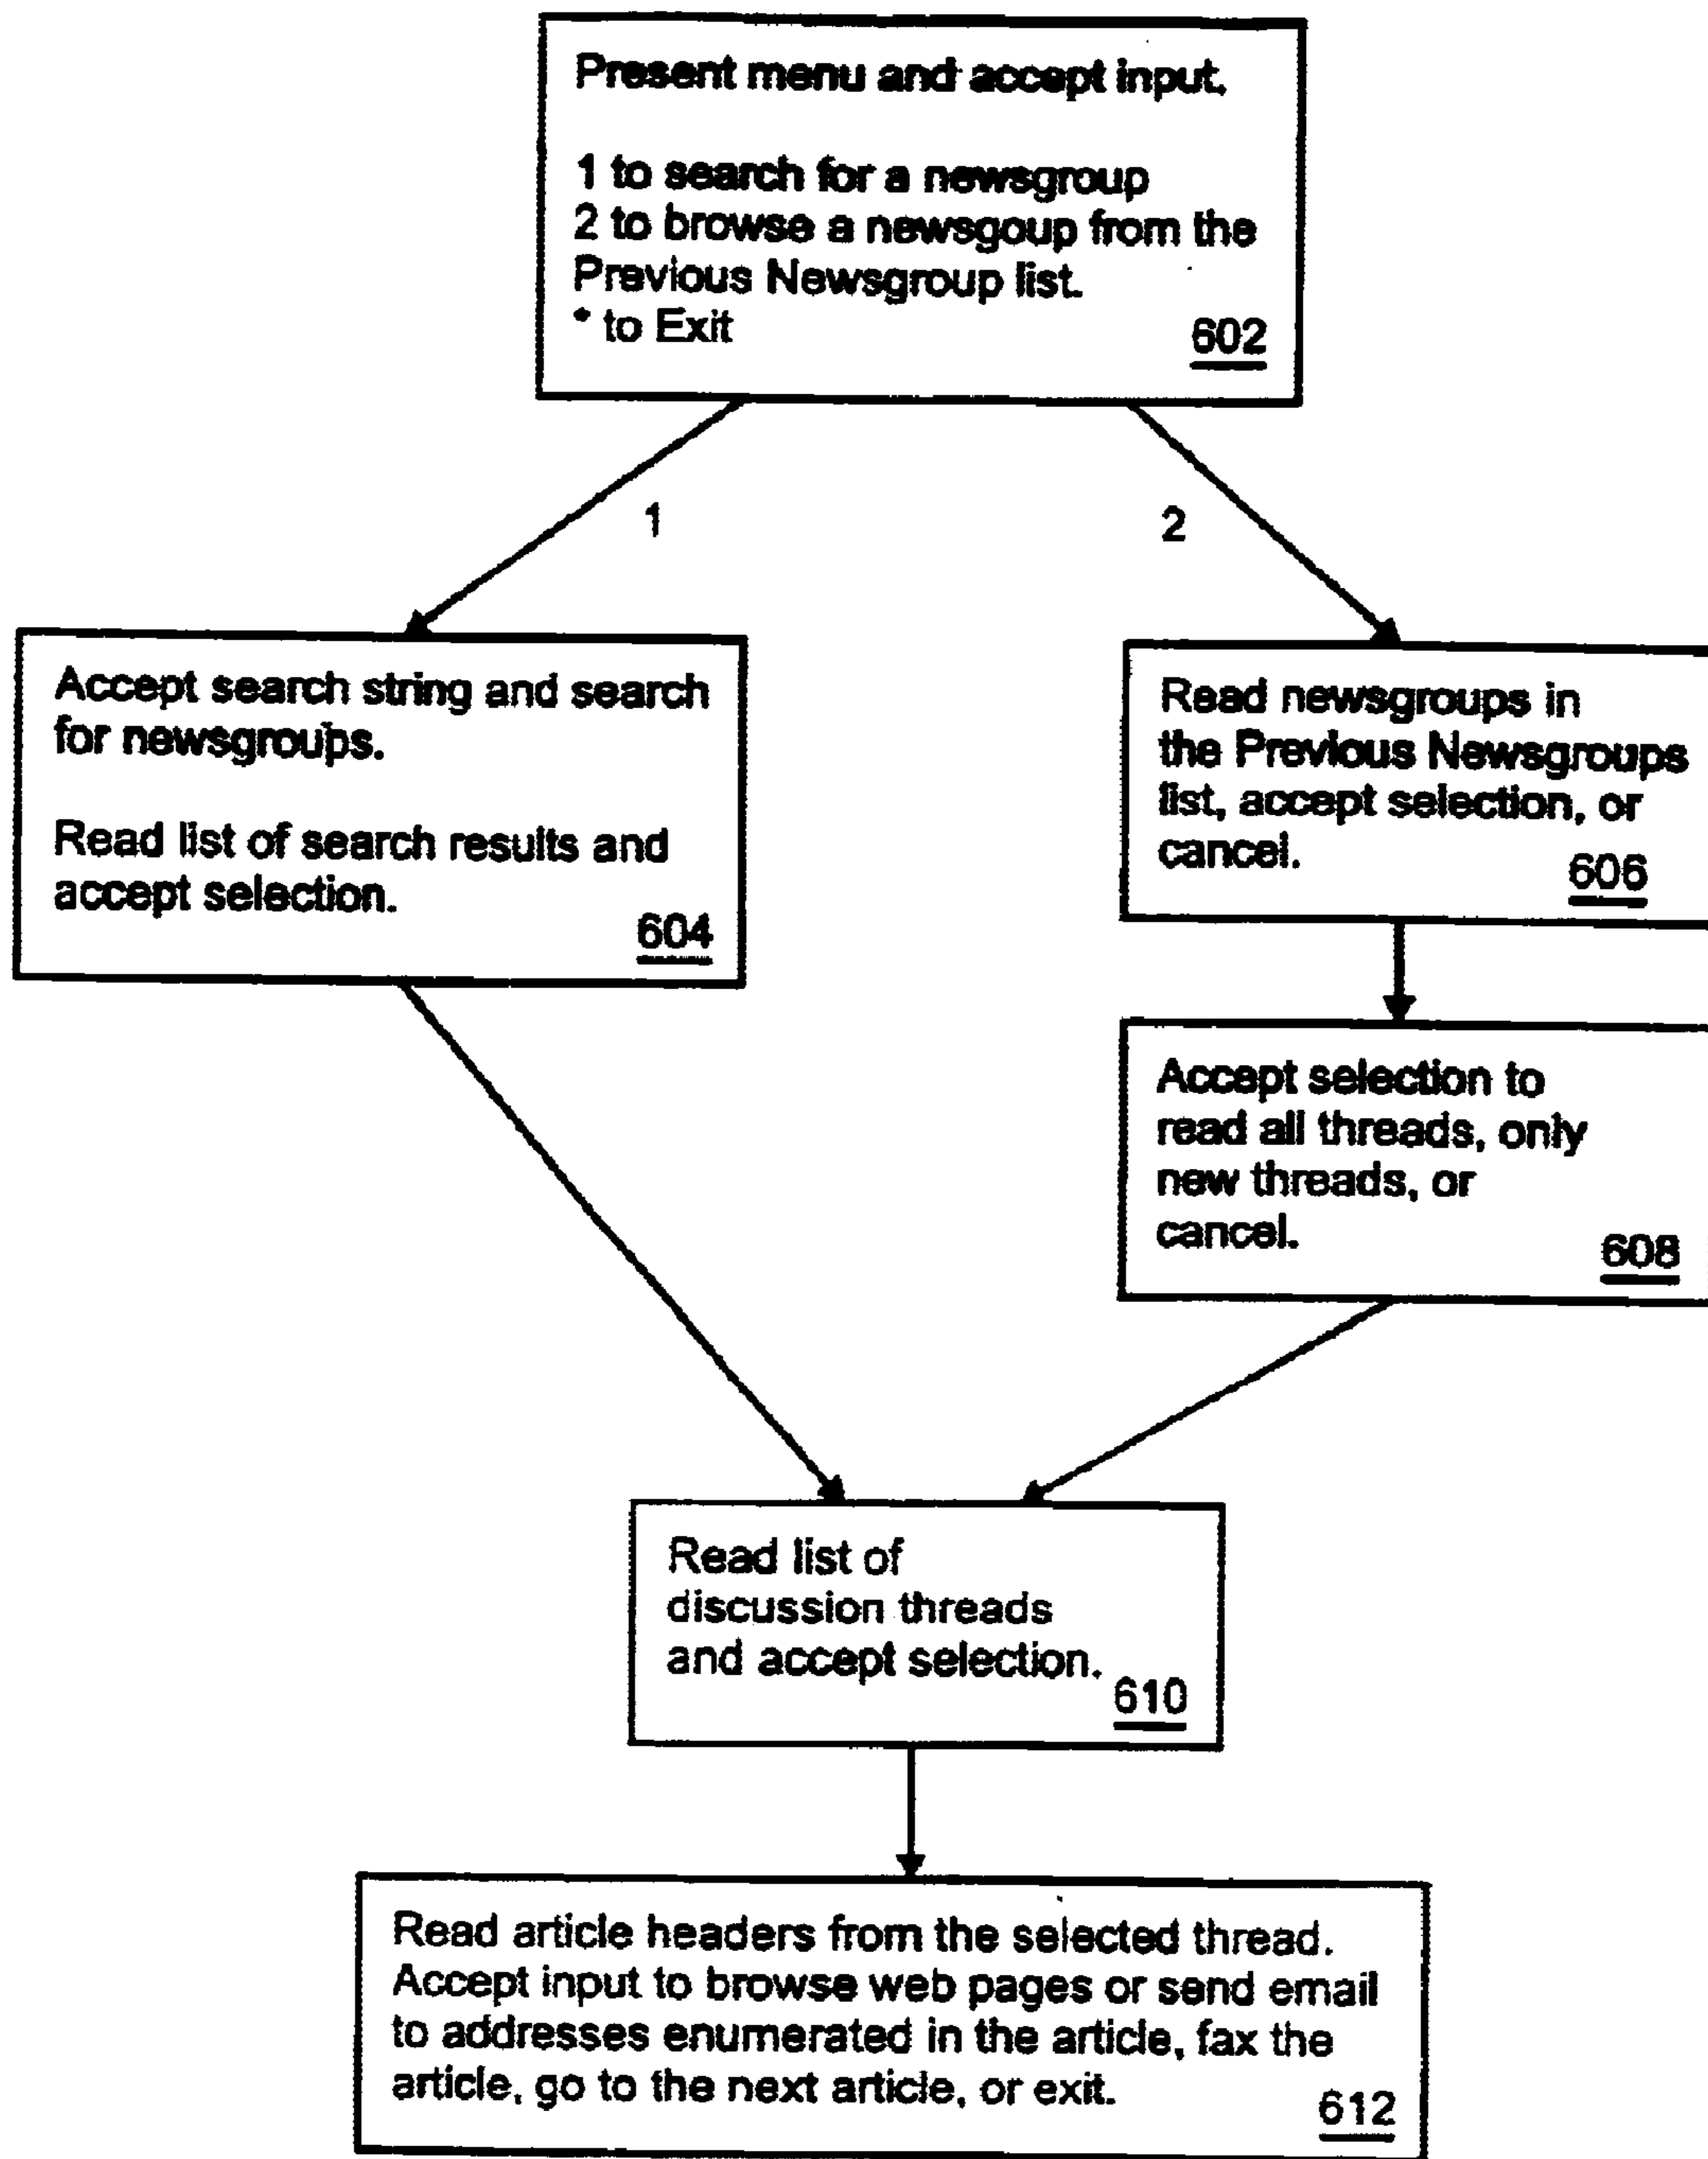 Present menu and accept input.
1 to search for a newsgroup
2 to browse a newsgoup from the
Previous Newsgroup list.
* to Exit
602
1
2
Accept search string and search
for newsgroups.
Read list of search results and
accept selection.
604
Read newsgroups in
the Previous Newsgroups
list, accept selection, or
cancel.
606
Accept selection to
read all threads, only
new threads, or
cancel.
608
Read list of
discussion threads
and accept selection.
610
Read article headers from the selected thread.
Accept input to browse web pages or send email
to addresses enumerated in the article, fax the
article, go to the next article, or exit.
612